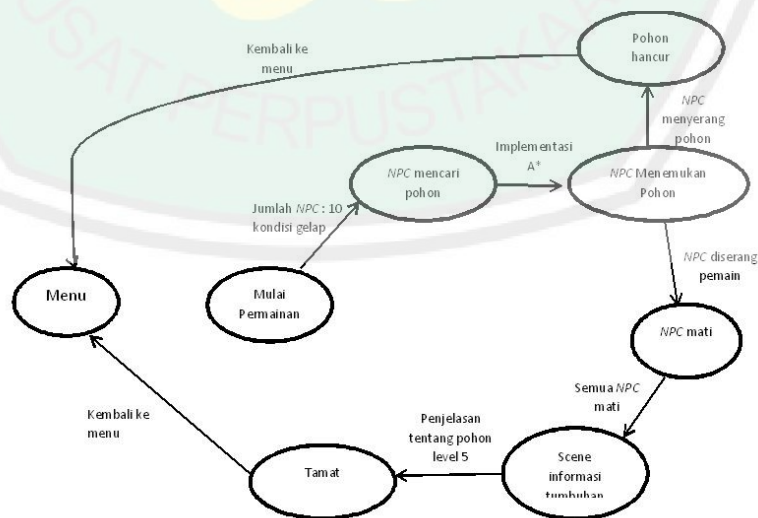 USAT PERPUSTAKAA
Pohon
hancur
Kembali ke
menu
NPC
menyerang
pohon
Implementasi
A*
NPC mencari
pohon
NPC Menemukan
Pohon
Jumlah NPC : 10
kondisi gelap
NPC diserang
pemain
Menu
Mulai
Permainan
NPC mati
Semua NPC
mati
Kembali ke
menu
Penjelasan
tentang pohon
level 5
Tamat
Scene
informasi
tumbuhan